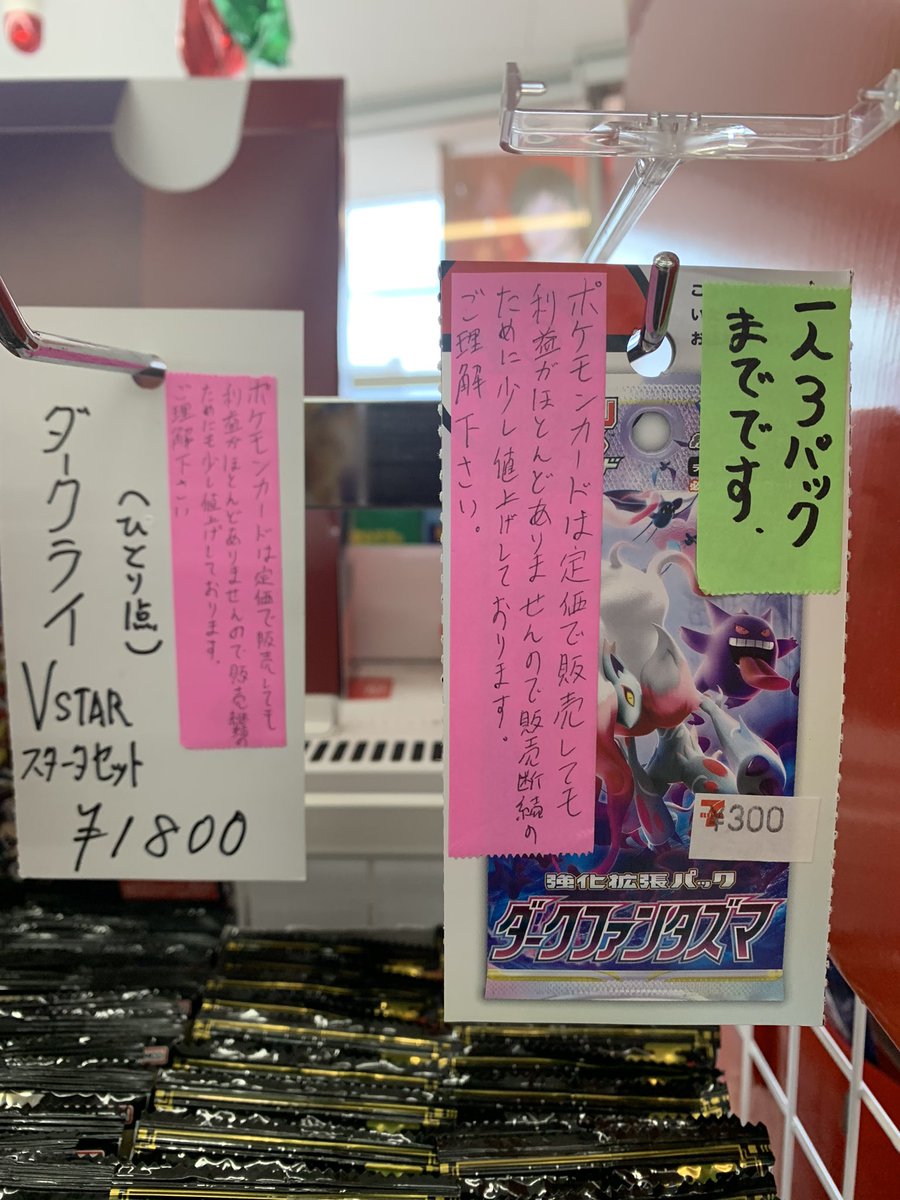 ポケモンカードは定価で販売しても
利益がほとんどありませんので販売継続の
ためにも少し値上げしております。
ご理解下さい
(ひとり点)
ダークライ
VSTAR
スタータセット
¥1800
一人3パック
までです.
ポケモンカードは定価で販売しても
利益がほとんどありませんので販売断続の
ために少し値上げしております。
ご理解下さい。
¥300
強化拡張パック
ダークファンタズマ